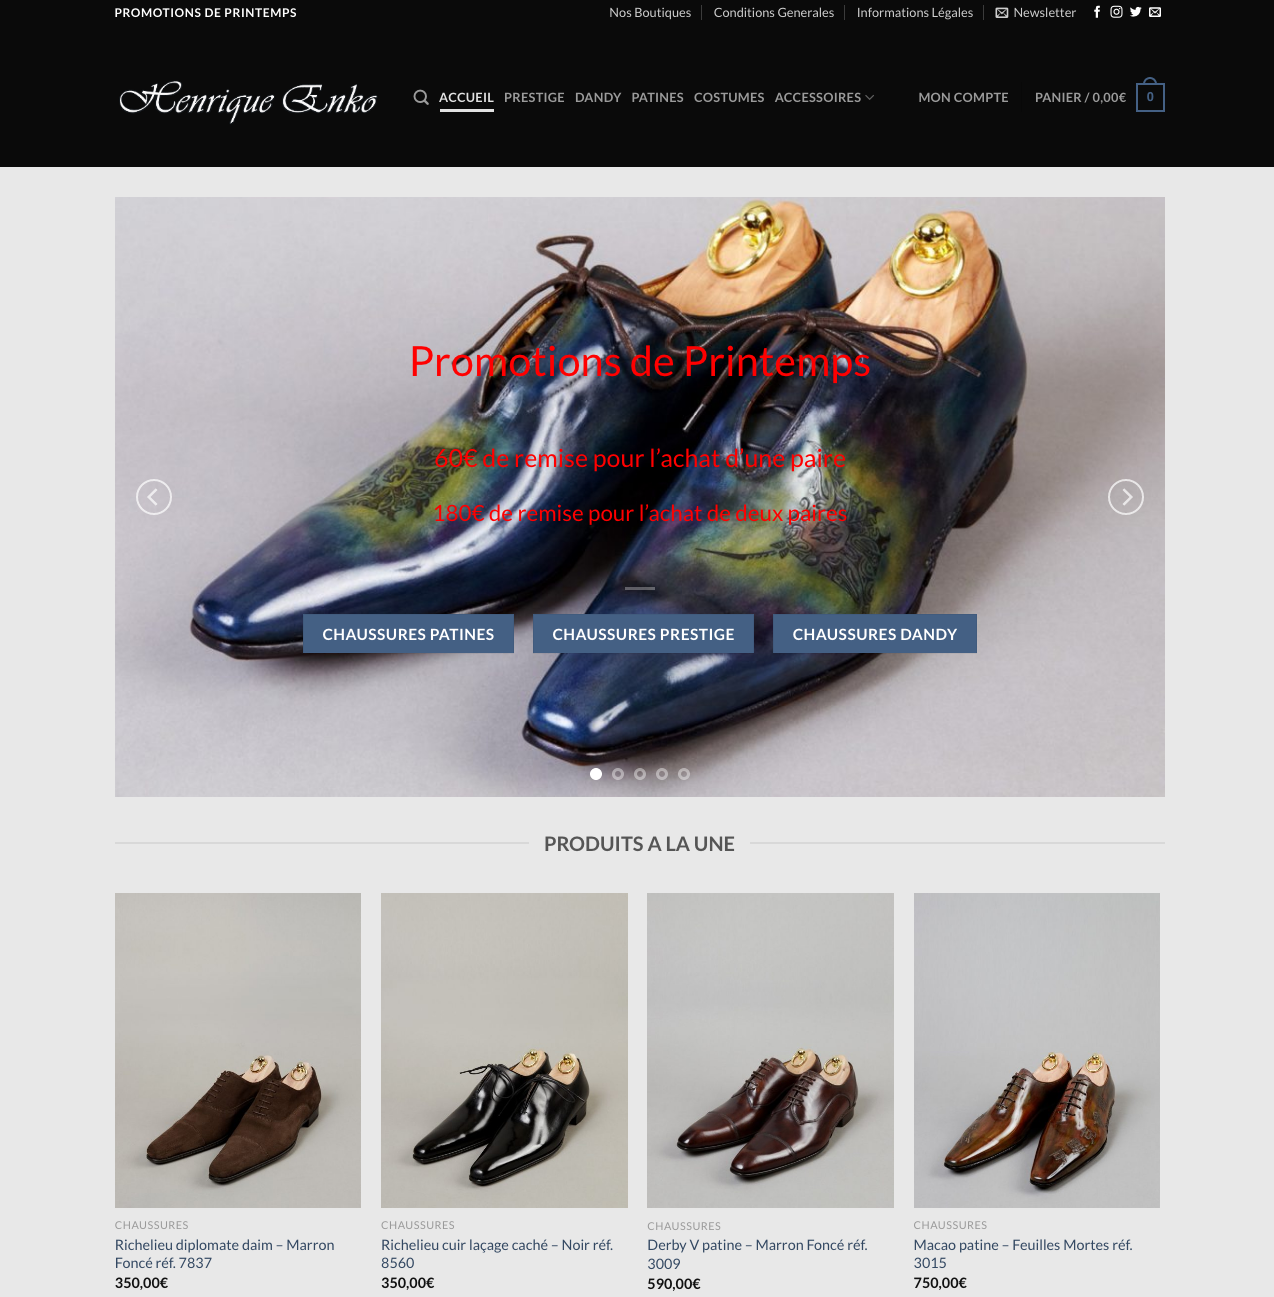 PROMOTIONS DE PRINTEMPS
Nos Boutiques
Conditions Generales
Informations Légales
Newsletter
Henrique Enko
ACCUEIL
PRESTIGE
DANDY
PATINES
COSTUMES
ACCESSOIRES
MON COMPTE
PANIER / 0,00€
0
Promotions de Printemps
60€ de remise pour l’achat d’une paire
180€ de remise pour l’achat de deux paires
CHAUSSURES PATINES
CHAUSSURES PRESTIGE
CHAUSSURES DANDY
PRODUITS A LA UNE
CHAUSSURES
Richelieu diplomate daim – Marron
Foncé réf. 7837
350,00€
CHAUSSURES
Richelieu cuir laçage caché – Noir réf.
8560
350,00€
CHAUSSURES
Derby V patine – Marron Foncé réf.
3009
590,00€
CHAUSSURES
Macao patine – Feuilles Mortes réf.
3015
750,00€